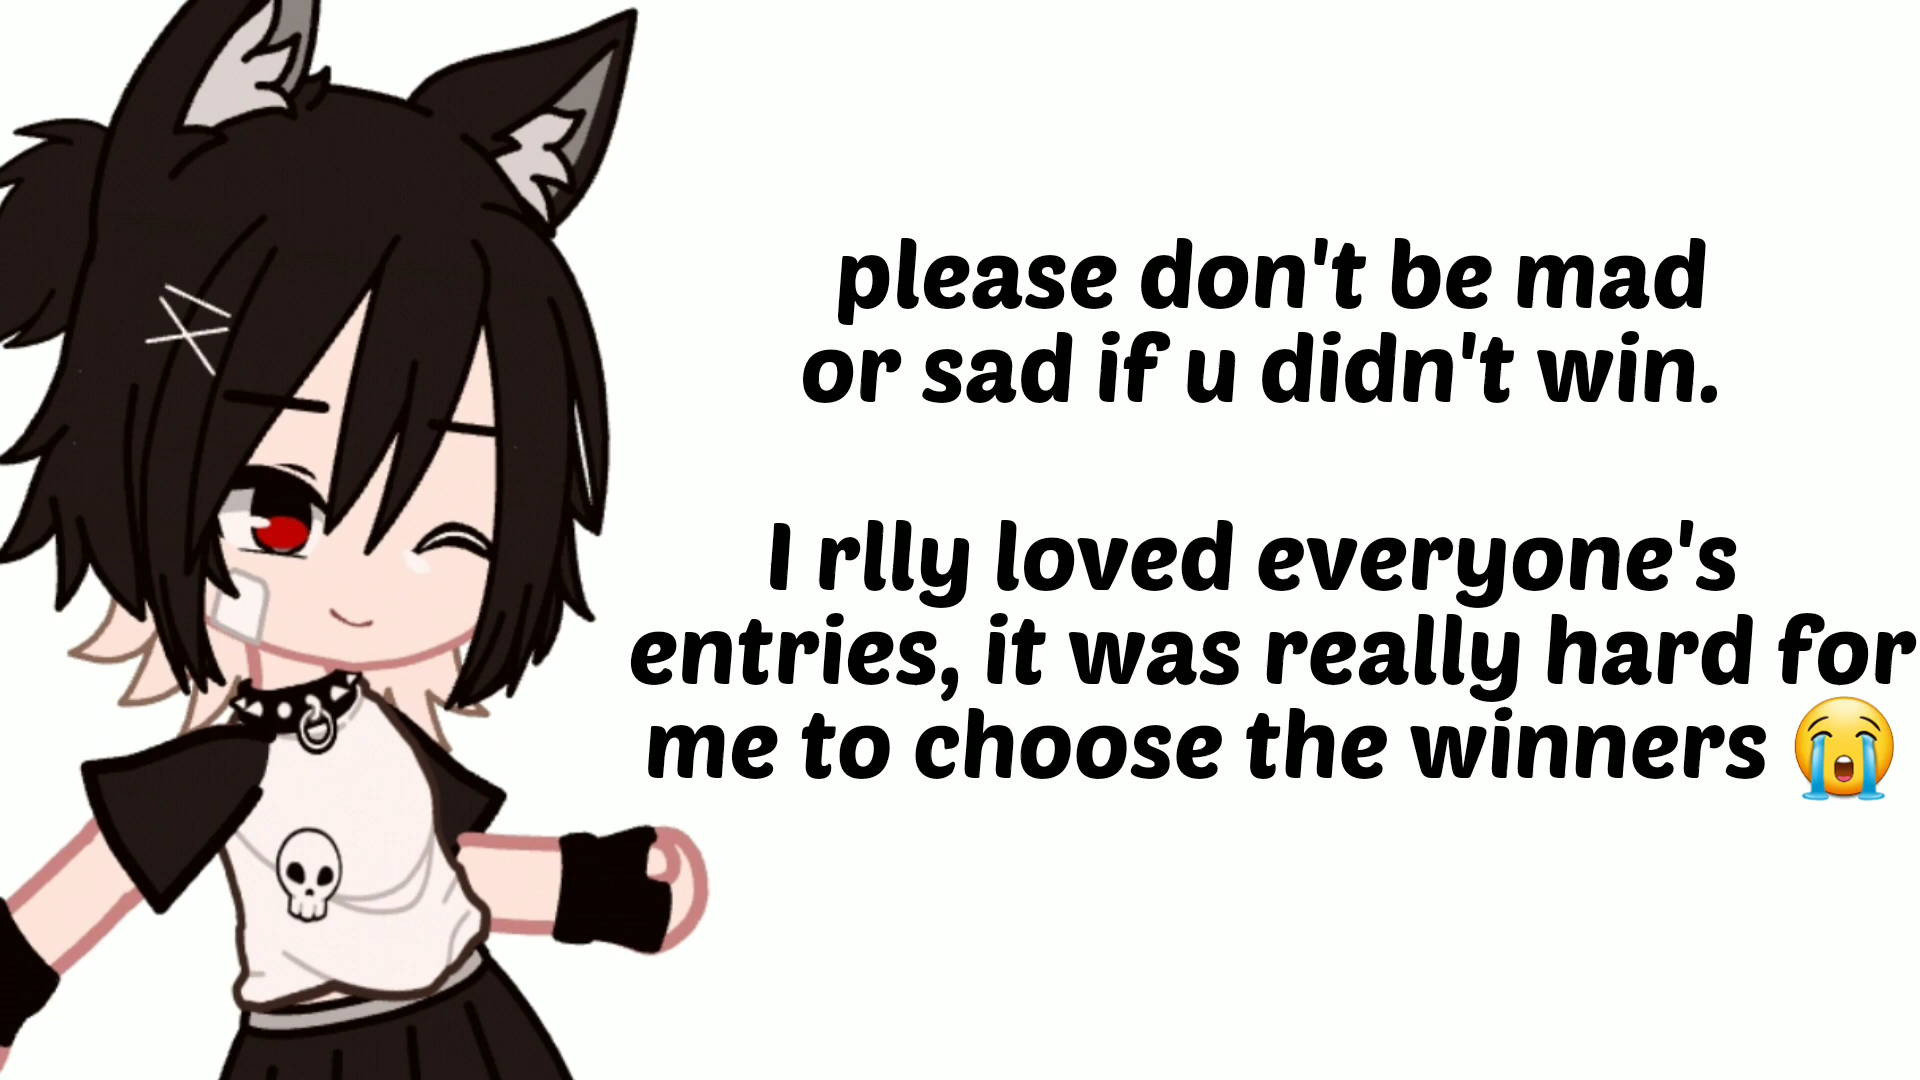 please don't be mad
or sad if u didn't win.
I rlly loved everyone's
entries, it was really hard for
me to choose the winners 😭